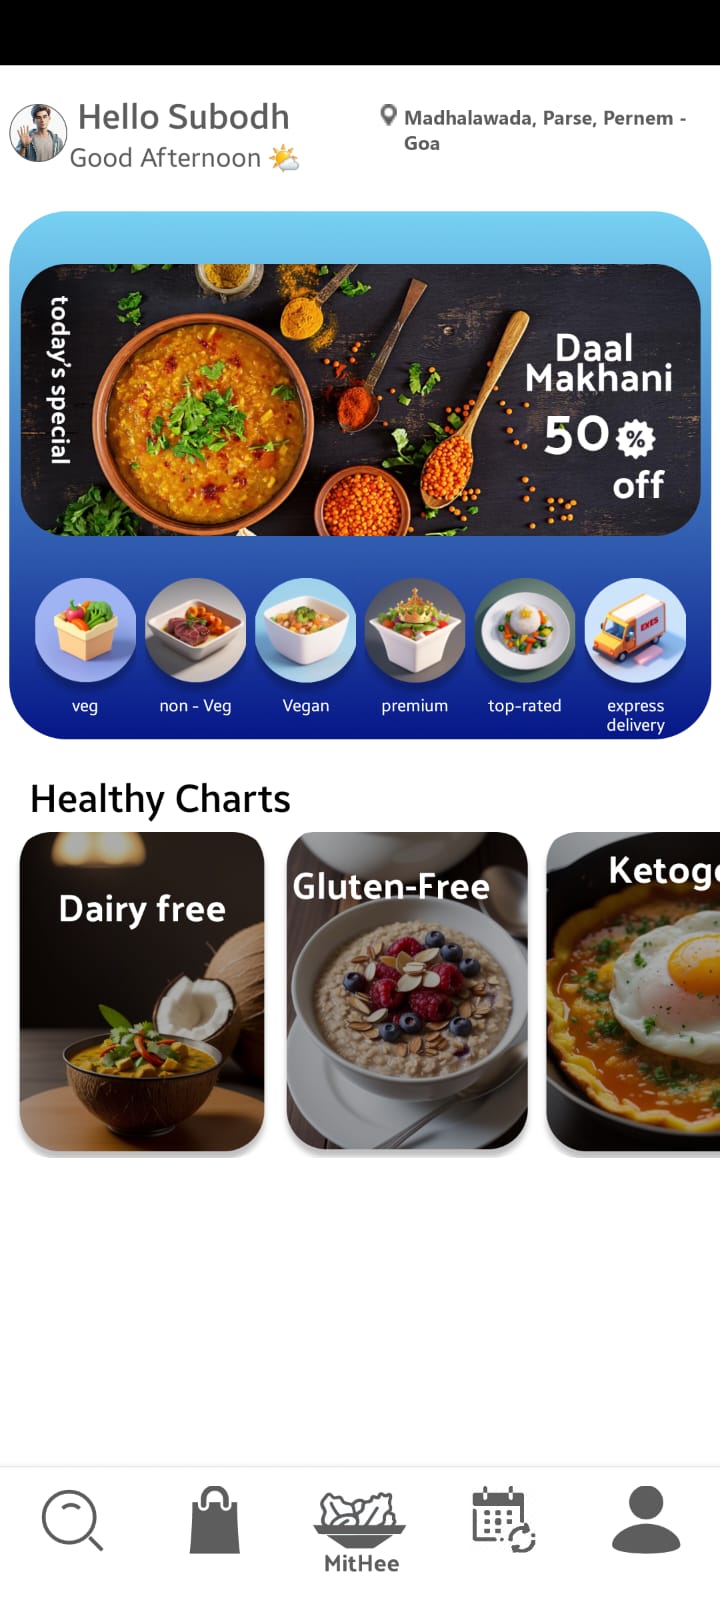 Hello Subodh
Good Afternoon
Madhalawada, Parse, Pernem -
Goa
today's special
Daal
Makhani
50 %
off
EXES
veg
non - Veg
Vegan
premium
top-rated
express
delivery
Healthy Charts
Dairy free
Gluten-Free
Ketog
MitHee